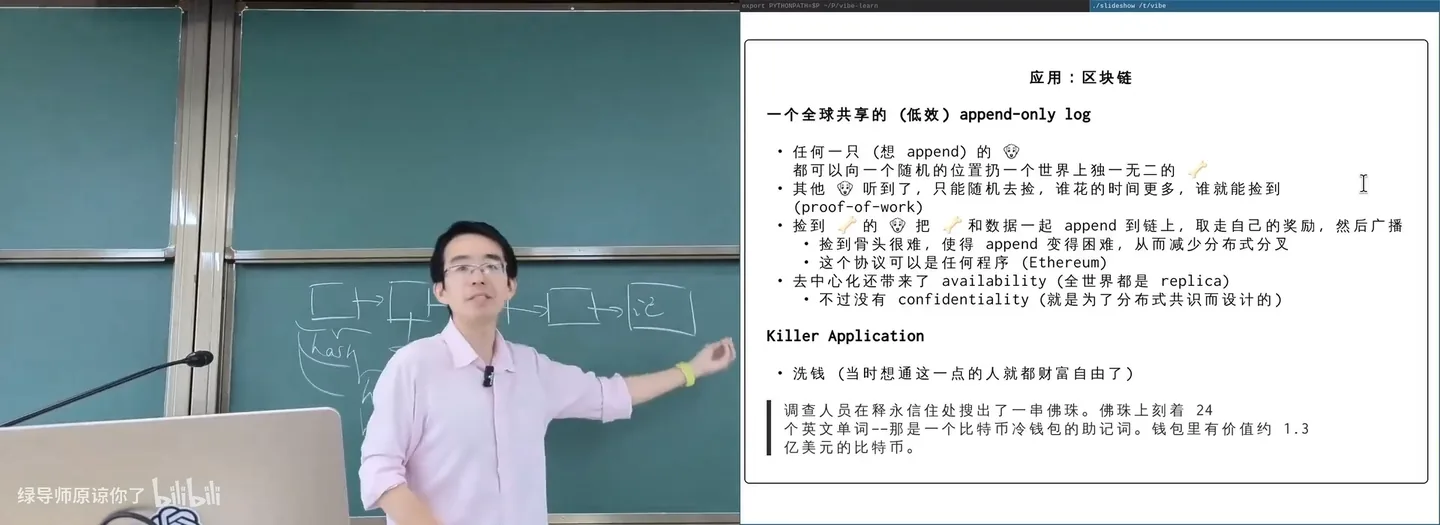 export PYTHONPATH=$P ~/P/vibe-learn
./slideshow /t/vibe
应用：区块链
一个全球共享的 (低效) append-only log
• 任何一只 (想 append) 的 🐶
都可以向一个随机的位置扔一个世界上独一无二的 🦴
• 其他 🐶 听到了，只能随机去捡，谁花的时间更多，谁就能捡到
(proof-of-work)
• 捡到 🦴 的 🐶 把 🦴 和数据一起 append 到链上，取走自己的奖励，然后广播
• 捡到骨头很难，使得 append 变得困难，从而减少分布式分叉
• 这个协议可以是任何程序 (Ethereum)
• 去中心化还带来了 availability (全世界都是 replica)
• 不过没有 confidentiality (就是为了分布式共识而设计的)
Killer Application
• 洗钱 (当时想通这一点的人就都财富自由了)
调查人员在释永信住处搜出了一串佛珠。佛珠上刻着 24
个英文单词--那是一个比特币冷钱包的助记词。钱包里有价值约 1.3
亿美元的比特币。
记
hash
绿导师原谅你了 bilibili